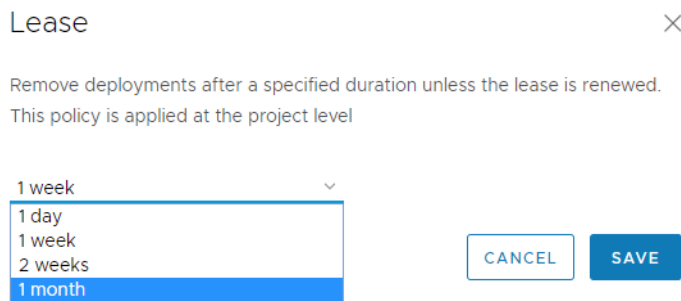 Lease
Remove deployments after a specified duration unless the lease is renewed.
This policy is applied at the project level
1 week
1 day
1 week
2 weeks
1 month
CANCEL
SAVE